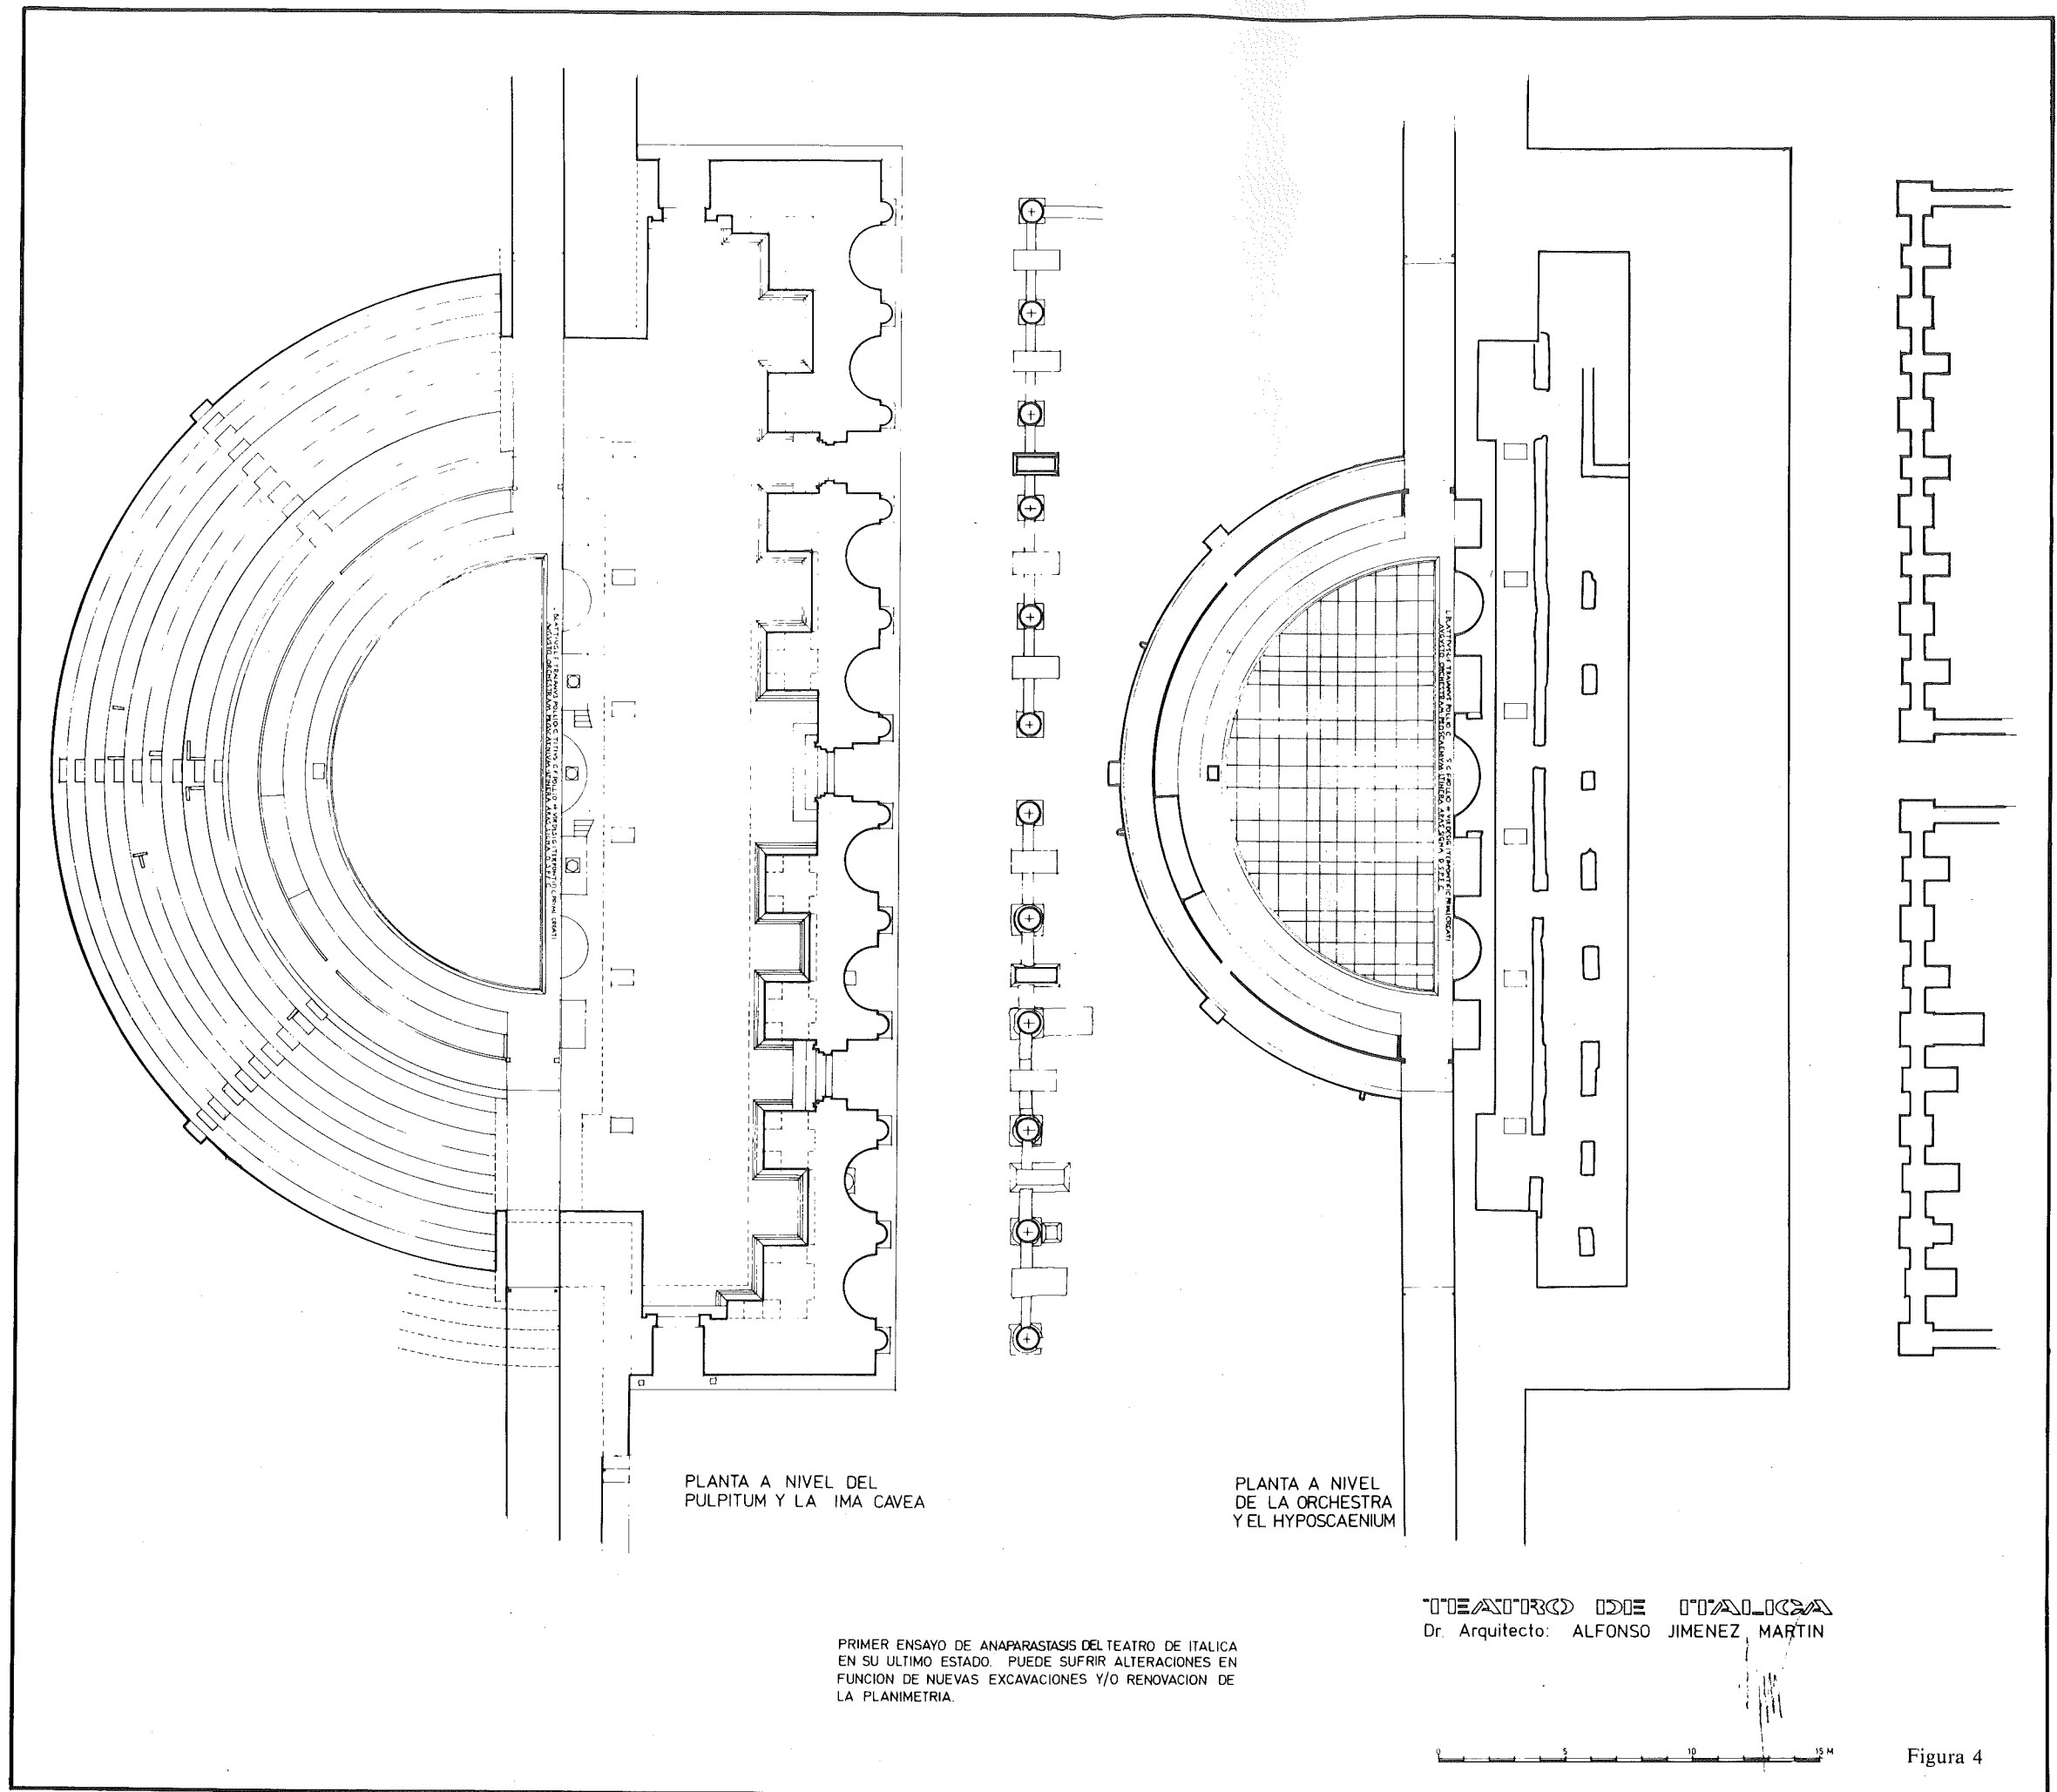 PLANTA A NIVEL DEL
PULPITUM Y LA IMA CAVEA
PLANTA A NIVEL
DE LA ORCHESTRA
Y EL HYPOSCAENIUM
TEATRO DE ITALICA
Dr. Arquitecto: ALFONSO JIMENEZ MARTIN
PRIMER ENSAYO DE ANAPARASTASIS DEL TEATRO DE ITALICA
EN SU ULTIMO ESTADO. PUEDE SUFRIR ALTERACIONES EN
FUNCION DE NUEVAS EXCAVACIONES Y/O RENOVACION DE
LA PLANIMETRIA.
0 5 10 15 M
Figura 4